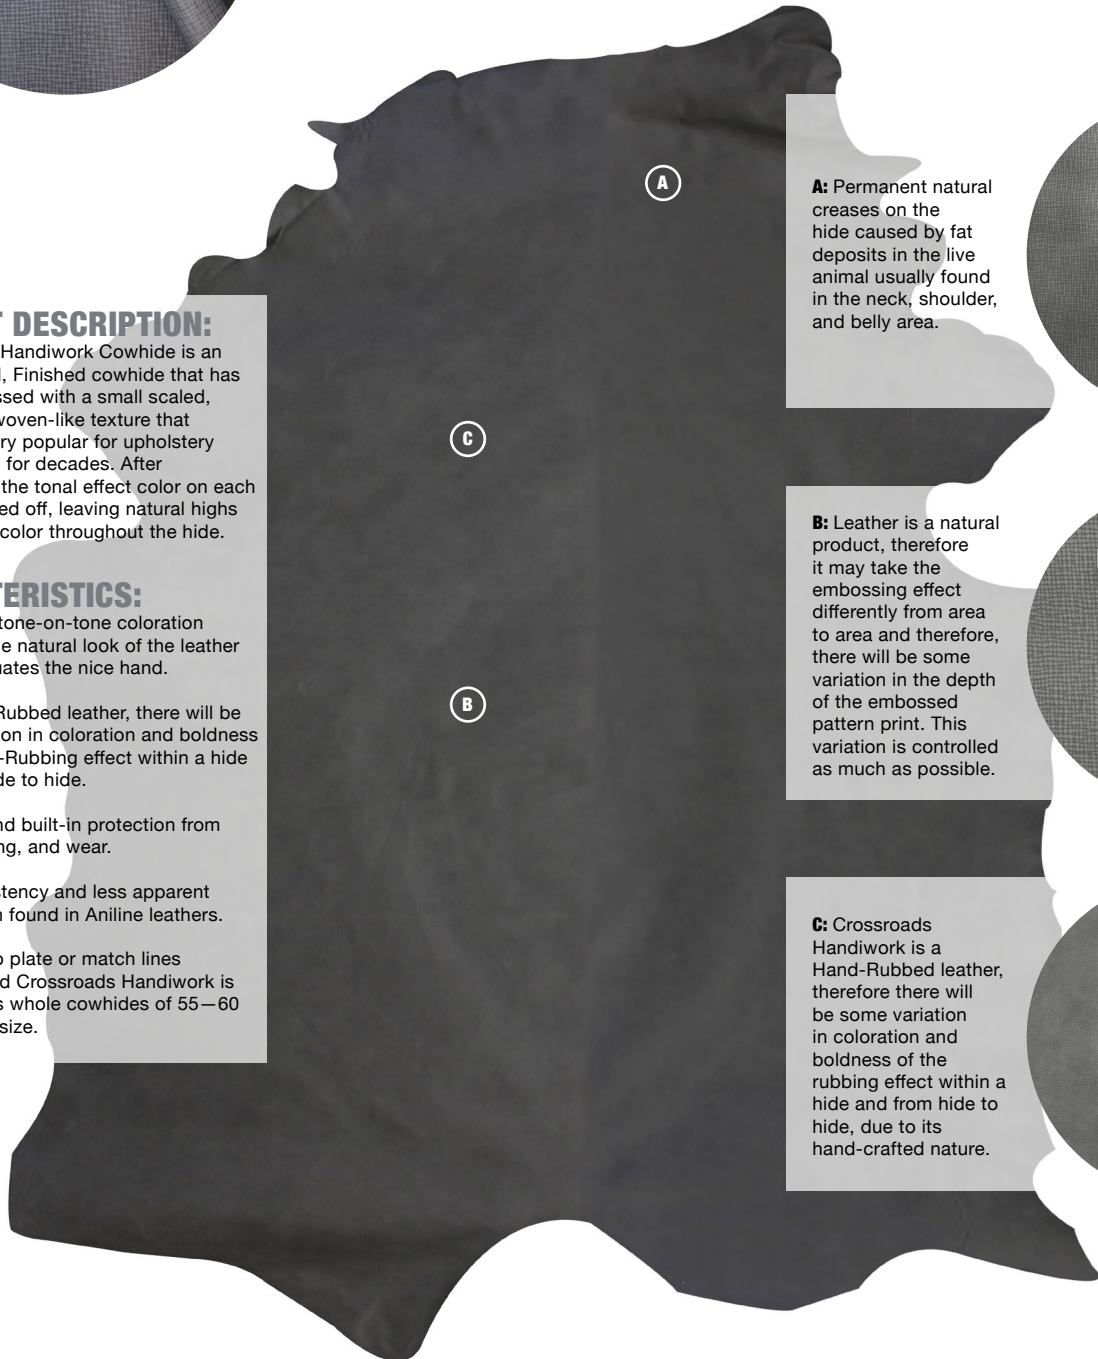 T DESCRIPTION:
Handiwork Cowhide is an
, Finished cowhide that has
ssed with a small scaled,
woven-like texture that
ry popular for upholstery
for decades. After
the tonal effect color on each
ed off, leaving natural highs
color throughout the hide.
TERISTICS:
tone-on-tone coloration
e natural look of the leather
uates the nice hand.
Rubbed leather, there will be
on in coloration and boldness
-Rubbing effect within a hide
de to hide.
nd built-in protection from
ng, and wear.
stency and less apparent
n found in Aniline leathers.
o plate or match lines
d Crossroads Handiwork is
s whole cowhides of 55—60
size.
A
C
B
A: Permanent natural
creases on the
hide caused by fat
deposits in the live
animal usually found
in the neck, shoulder,
and belly area.
B: Leather is a natural
product, therefore
it may take the
embossing effect
differently from area
to area and therefore,
there will be some
variation in the depth
of the embossed
pattern print. This
variation is controlled
as much as possible.
C: Crossroads
Handiwork is a
Hand-Rubbed leather,
therefore there will
be some variation
in coloration and
boldness of the
rubbing effect within a
hide and from hide to
hide, due to its
hand-crafted nature.